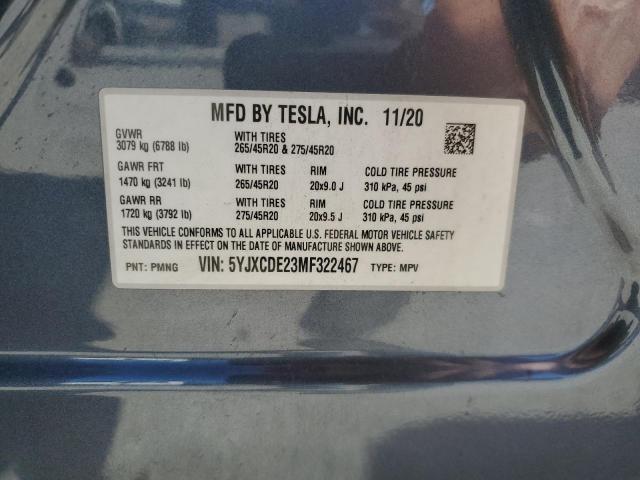 MFD BY TESLA, INC. 11/20
GVWR WITH TIRES
3079 kg (6788 lb) 265/45R20 & 275/45R20
GAWR FRT WITH TIRES RIM COLD TIRE PRESSURE
1470 kg (3241 lb) 265/45R20 20x9.0 J 310 kPa, 45 psi
GAWR RR WITH TIRES RIM COLD TIRE PRESSURE
1720 kg (3792 lb) 275/45R20 20x9.5 J 310 kPa, 45 psi
THIS VEHICLE CONFORMS TO ALL APPLICABLE U.S. FEDERAL MOTOR VEHICLE SAFETY
STANDARDS IN EFFECT ON THE DATE OF MANUFACTURE SHOWN ABOVE.
PNT: PMNG VIN: 5YJXCDE23MF322467 TYPE: MPV